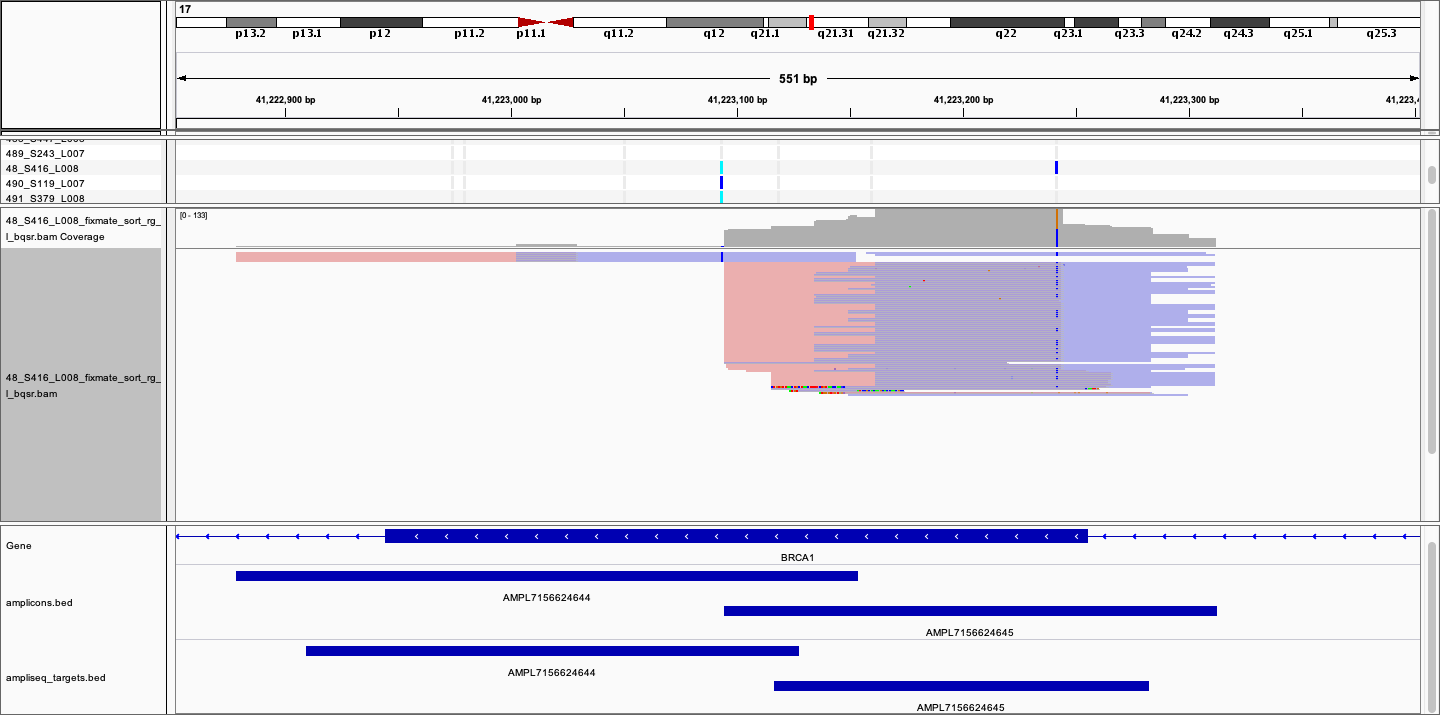 17
p13.2 p13.1 p12 p11.2 p11.1 q11.2 q12 q21.1 q21.31 q21.32 q22 q23.1 q23.3 q24.2 q24.3 q25.1 q25.3
551 bp
41,222,900 bp 41,223,000 bp 41,223,100 bp 41,223,200 bp 41,223,300 bp 41,223,4
489_S243_L007
48_S416_L008
490_S119_L007
491_S379_L008
48_S416_L008_fixmate_sort_rg_
l_bqsr.bam Coverage
[0 - 133]
48_S416_L008_fixmate_sort_rg_
l_bqsr.bam
Gene
BRCA1
amplicons.bed
AMPL7156624644
AMPL7156624645
ampliseq_targets.bed
AMPL7156624644
AMPL7156624645